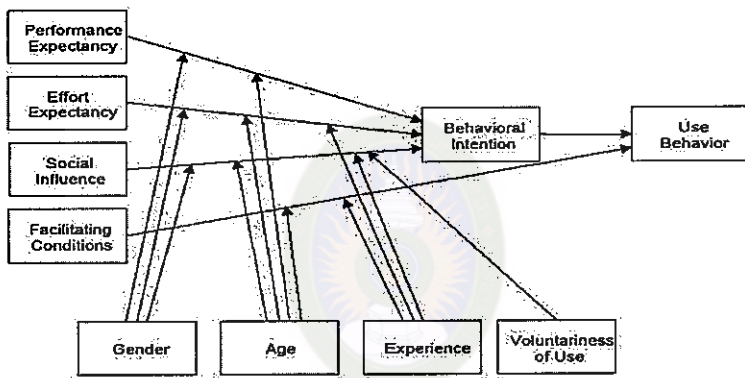 Performance
Expectancy
Effort
Expectancy
Social
Influence
Facilitating
Conditions
Behavioral
Intention
Use
Behavior
Gender
Age
Experience
Voluntariness
of Use